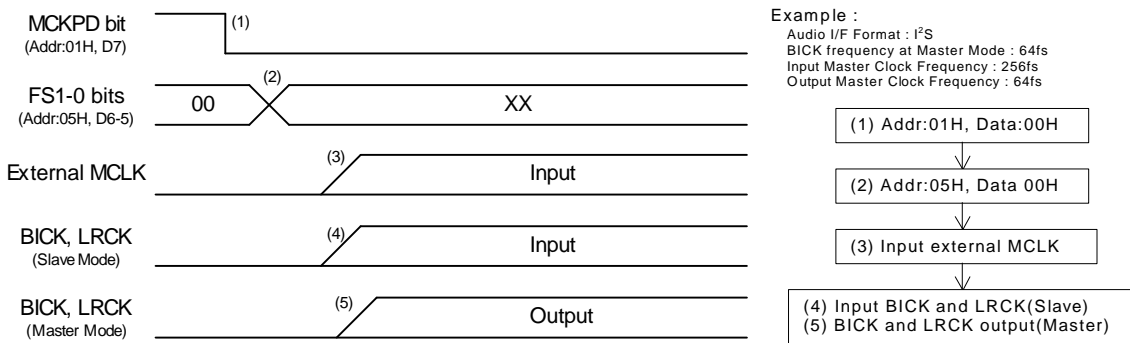 MCKPD bit
(Addr:01H, D7)
(1)
FS1-0 bits
(Addr:05H, D6-5)
00
(2)
XX
External MCLK
(3)
Input
BICK, LRCK
(Slave Mode)
(4)
Input
BICK, LRCK
(Master Mode)
(5)
Output
Example :
Audio I/F Format : I²S
BICK frequency at Master Mode : 64fs
Input Master Clock Frequency : 256fs
Output Master Clock Frequency : 64fs
(1) Addr:01H, Data:00H
(2) Addr:05H, Data 00H
(3) Input external MCLK
(4) Input BICK and LRCK(Slave)
(5) BICK and LRCK output(Master)